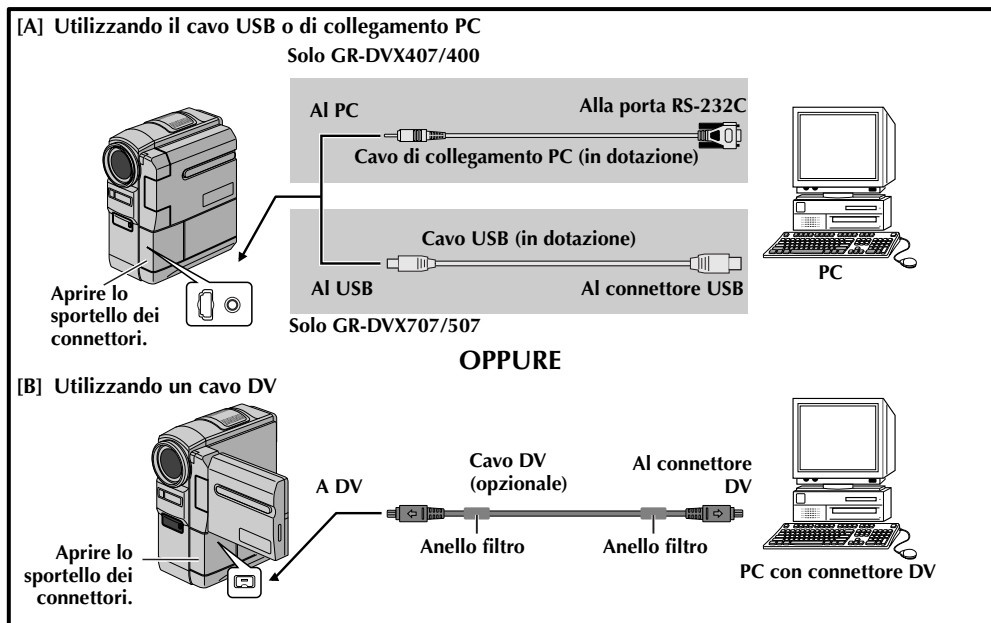 [A] Utilizzando il cavo USB o di collegamento PC
Solo GR-DVX407/400
Al PC
Alla porta RS-232C
Cavo di collegamento PC (in dotazione)
Cavo USB (in dotazione)
Al USB
Al connettore USB
Aprire lo
sportello dei
connettori.
PC
Solo GR-DVX707/507
OPPURE
[B] Utilizzando un cavo DV
A DV
Cavo DV
(opzionale)
Al connettore
DV
Anello filtro
Anello filtro
Aprire lo
sportello dei
connettori.
PC con connettore DV